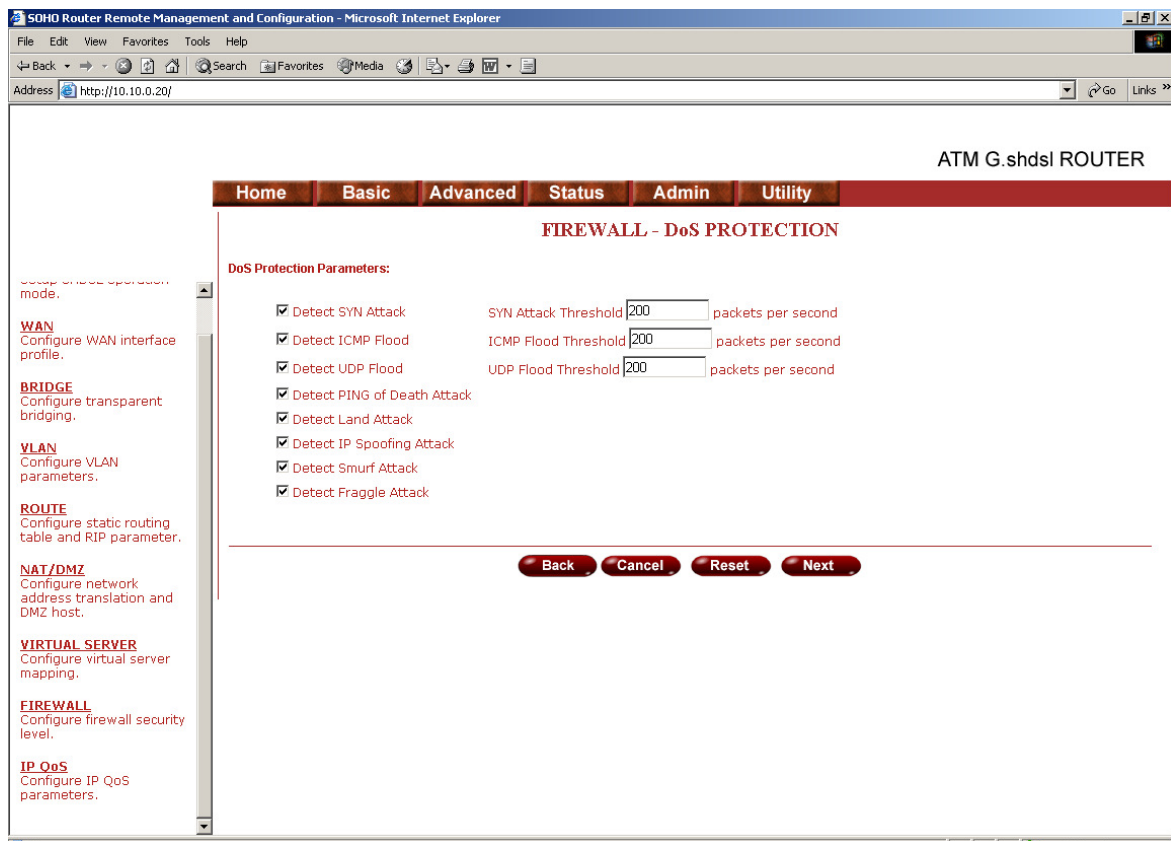 SOHO Router Remote Management and Configuration - Microsoft Internet Explorer
File Edit View Favorites Tools Help
Back Search Favorites Media
Address http://10.10.0.20/ Go Links »
ATM G.shdsl ROUTER
Home Basic Advanced Status Admin Utility
FIREWALL - DoS PROTECTION
DoS Protection Parameters:
Detect SYN Attack SYN Attack Threshold 200 packets per second
Detect ICMP Flood ICMP Flood Threshold 200 packets per second
Detect UDP Flood UDP Flood Threshold 200 packets per second
Detect PING of Death Attack
Detect Land Attack
Detect IP Spoofing Attack
Detect Smurf Attack
Detect Fraggle Attack
Back Cancel Reset Next
mode.
WAN
Configure WAN interface
profile.
BRIDGE
Configure transparent
bridging.
VLAN
Configure VLAN
parameters.
ROUTE
Configure static routing
table and RIP parameter.
NAT/DMZ
Configure network
address translation and
DMZ host.
VIRTUAL SERVER
Configure virtual server
mapping.
FIREWALL
Configure firewall security
level.
IP QoS
Configure IP QoS
parameters.